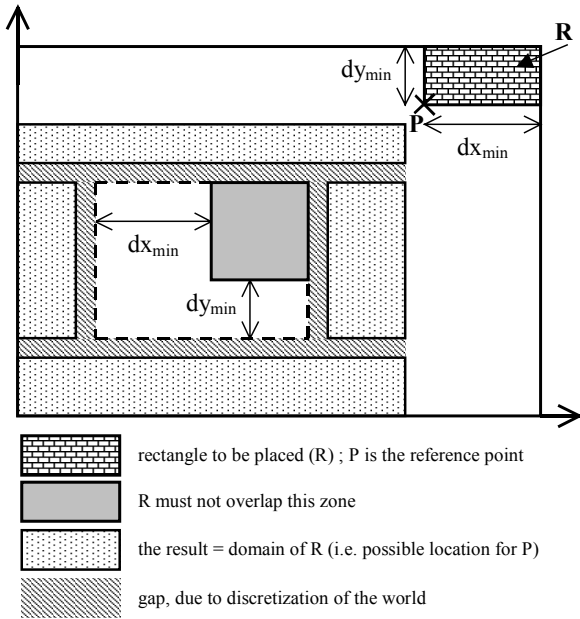 R
dy_min
P
dx_min
dx_min
dy_min
rectangle to be placed (R) ; P is the reference point
R must not overlap this zone
the result = domain of R (i.e. possible location for P)
gap, due to discretization of the world